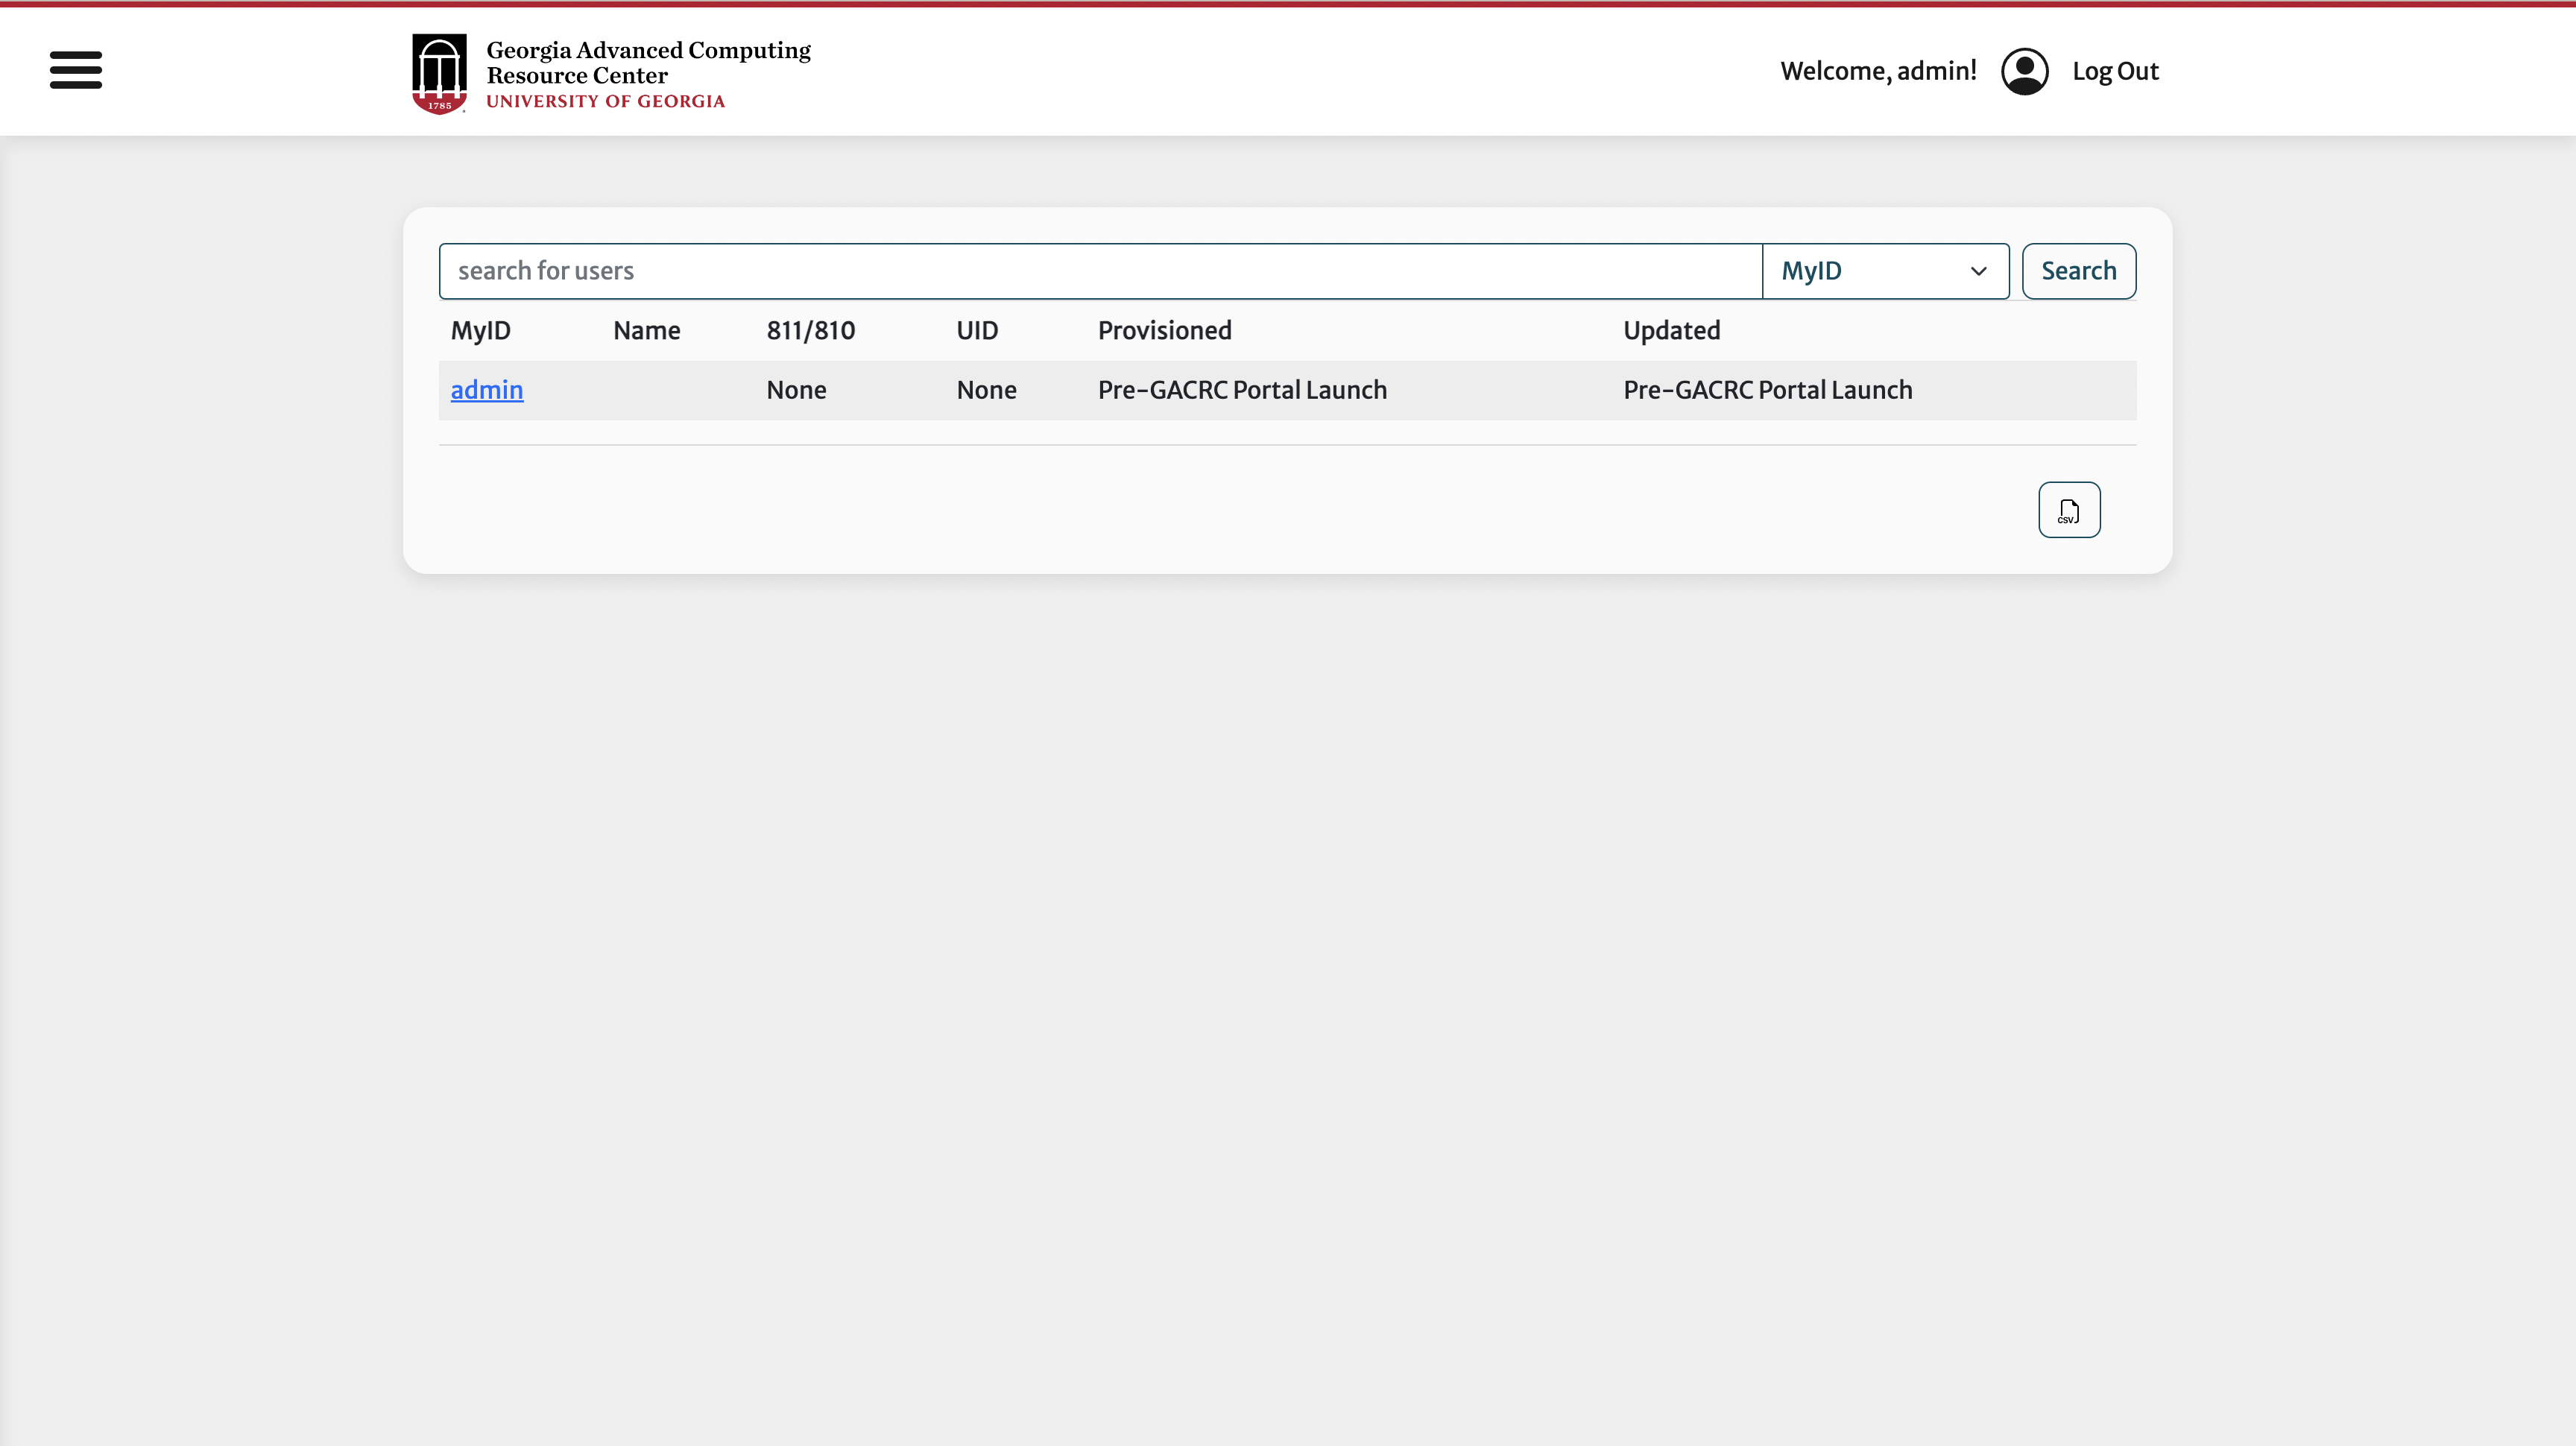 Georgia Advanced Computing
Resource Center
UNIVERSITY OF GEORGIA
1785
Welcome, admin! Log Out
search for users MyID Search
MyID Name 811/810 UID Provisioned Updated
admin None None Pre-GACRC Portal Launch Pre-GACRC Portal Launch
CSV